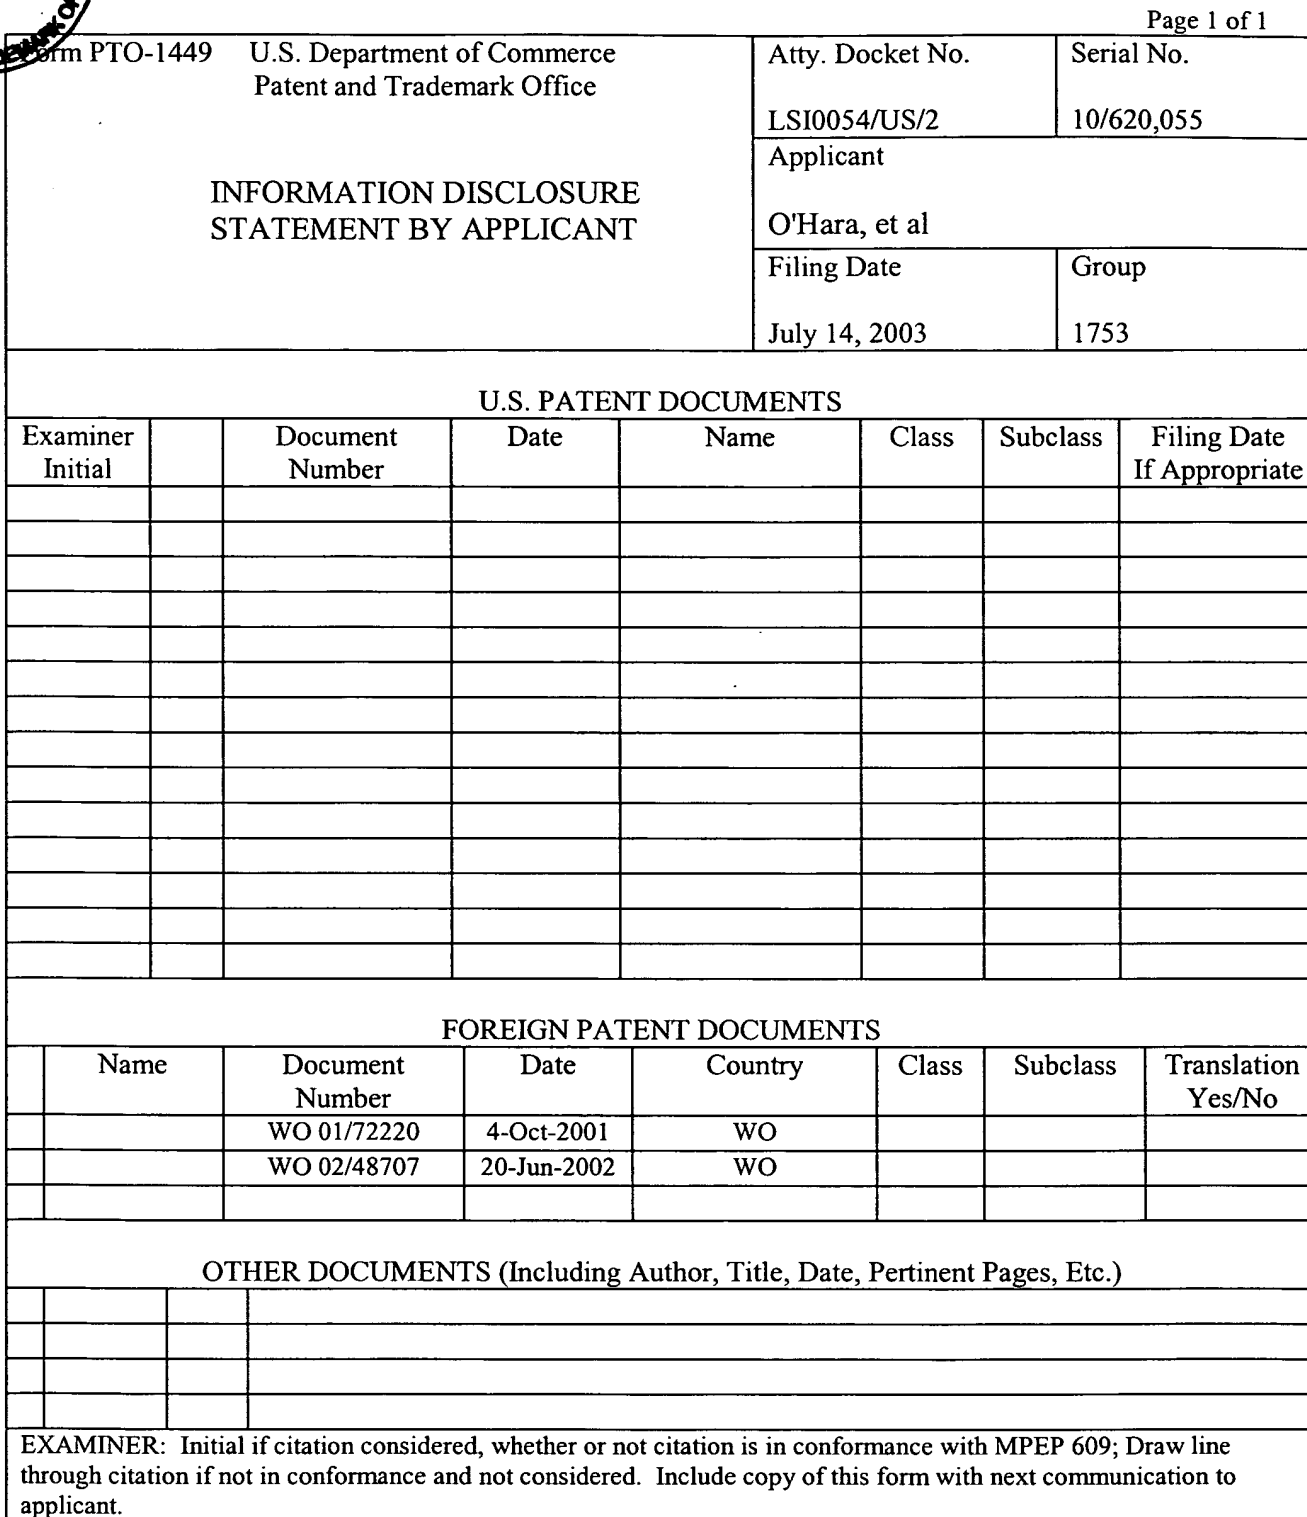 Page 1 of 1
Form PTO-1449 U.S. Department of Commerce
Patent and Trademark Office
Atty. Docket No.
LSI0054/US/2
Serial No.
10/620,055
INFORMATION DISCLOSURE
STATEMENT BY APPLICANT
Applicant
O'Hara, et al
Filing Date
July 14, 2003
Group
1753
U.S. PATENT DOCUMENTS
Examiner
Initial
Document
Number
Date
Name
Class
Subclass
Filing Date
If Appropriate
FOREIGN PATENT DOCUMENTS
Name
Document
Number
Date
Country
Class
Subclass
Translation
Yes/No
WO 01/72220 4-Oct-2001 WO
WO 02/48707 20-Jun-2002 WO
OTHER DOCUMENTS (Including Author, Title, Date, Pertinent Pages, Etc.)
EXAMINER: Initial if citation considered, whether or not citation is in conformance with MPEP 609; Draw line
through citation if not in conformance and not considered. Include copy of this form with next communication to
applicant.